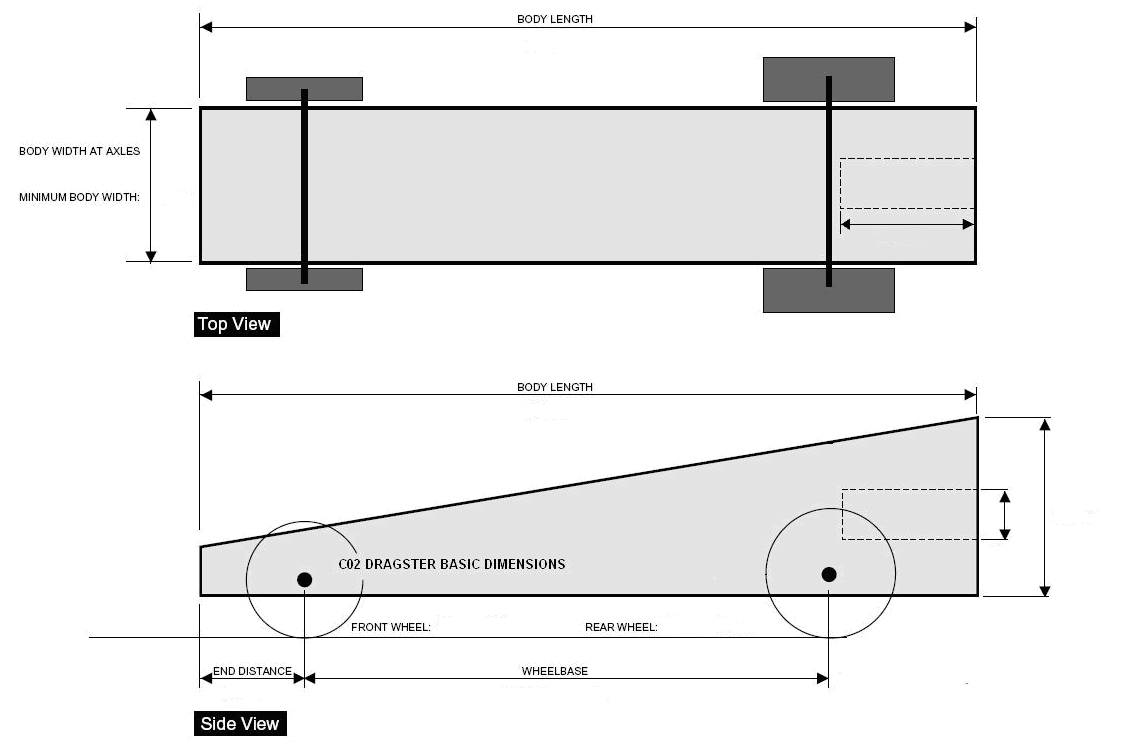 BODY LENGTH
BODY WIDTH AT AXLES
MINIMUM BODY WIDTH:
Top View
BODY LENGTH
C02 DRAGSTER BASIC DIMENSIONS
FRONT WHEEL:
REAR WHEEL:
END DISTANCE
WHEELBASE
Side View